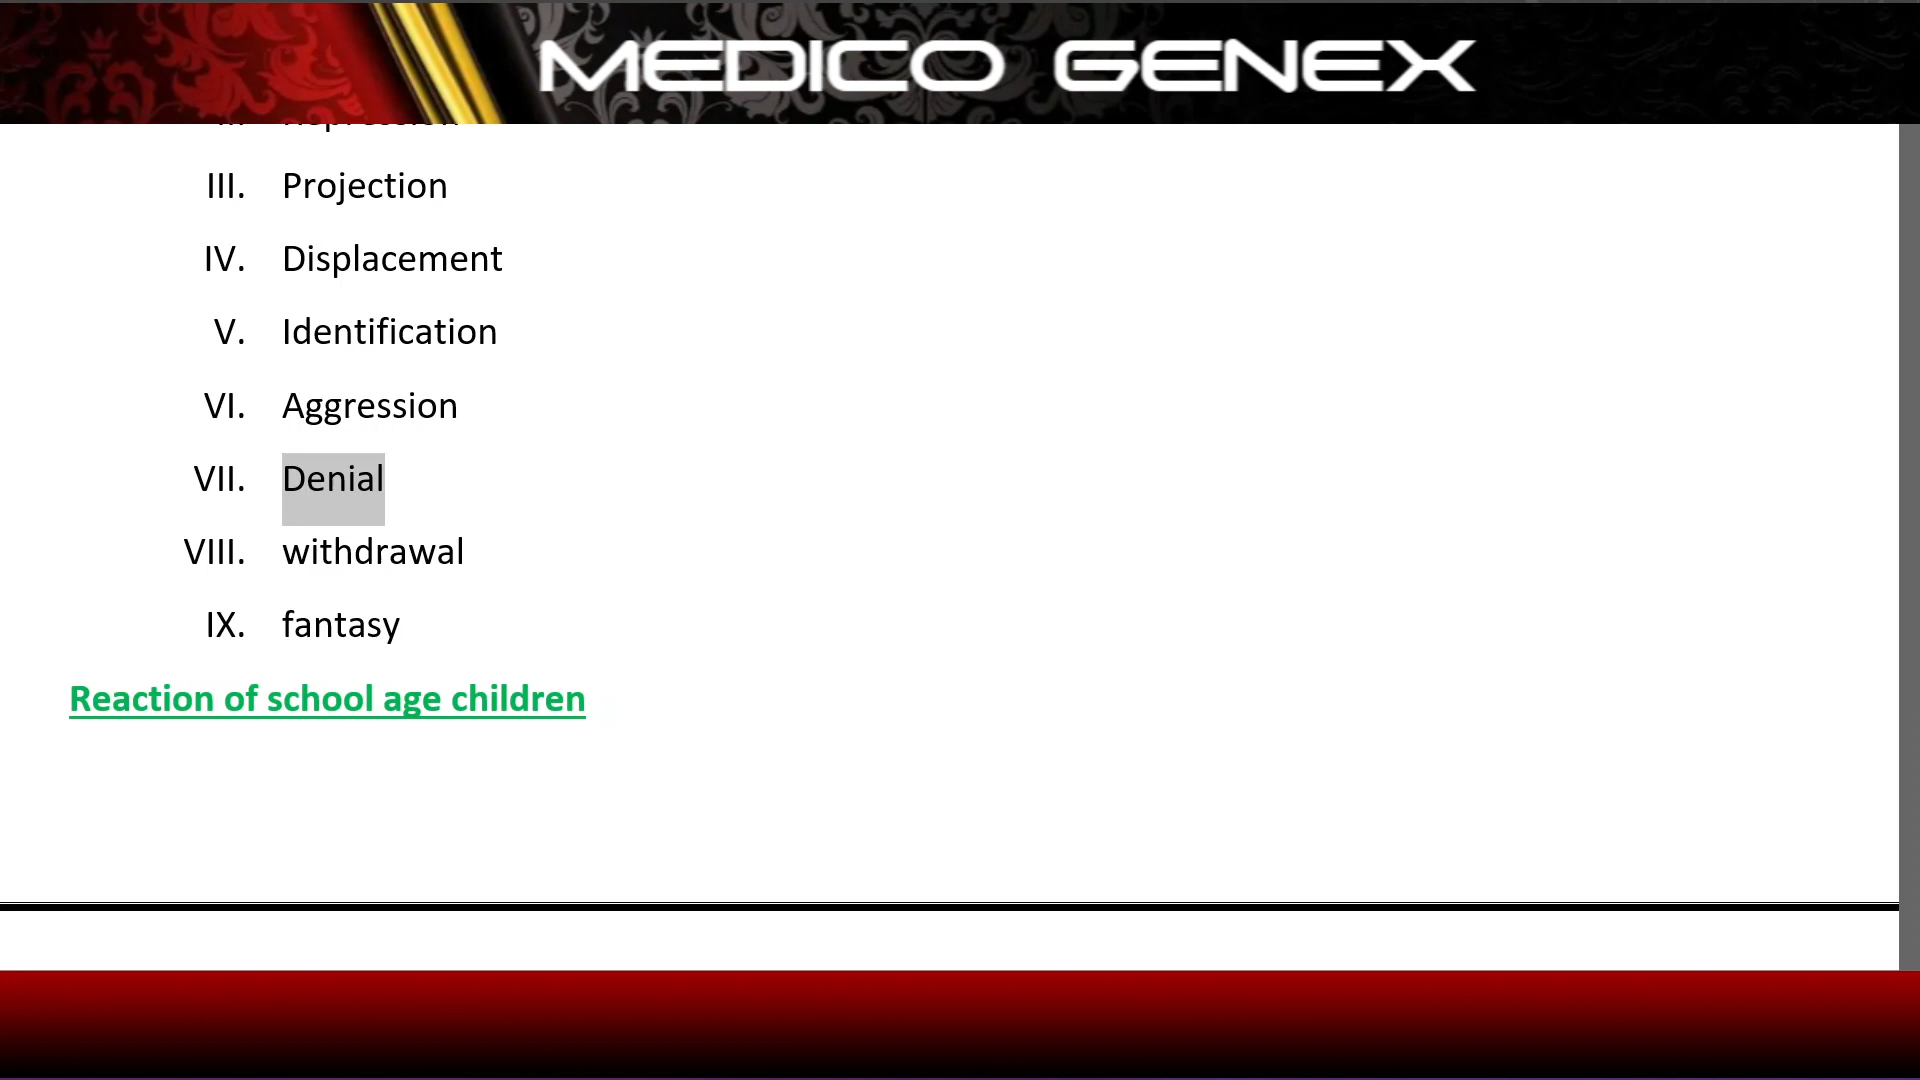 MEDICO GENEX
III. Projection
IV. Displacement
V. Identification
VI. Aggression
VII. Denial
VIII. withdrawal
IX. fantasy
Reaction of school age children